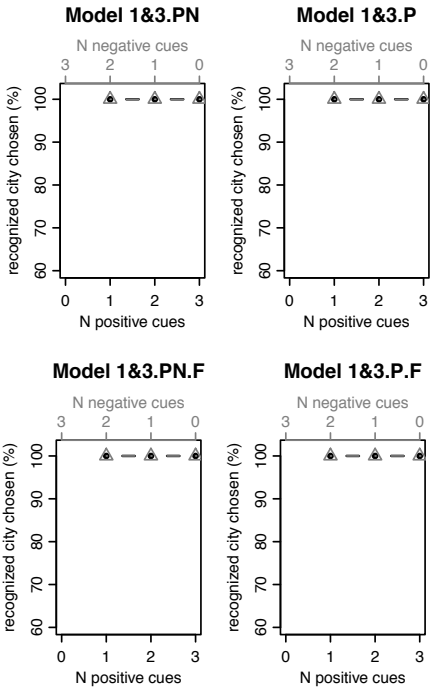 Model 1&3.PN
N negative cues
3 2 1 0
recognized city chosen (%)
100
90
80
70
60
0 1 2 3
N positive cues
Model 1&3.P
N negative cues
3 2 1 0
recognized city chosen (%)
100
90
80
70
60
0 1 2 3
N positive cues
Model 1&3.PN.F
N negative cues
3 2 1 0
recognized city chosen (%)
100
90
80
70
60
0 1 2 3
N positive cues
Model 1&3.P.F
N negative cues
3 2 1 0
recognized city chosen (%)
100
90
80
70
60
0 1 2 3
N positive cues